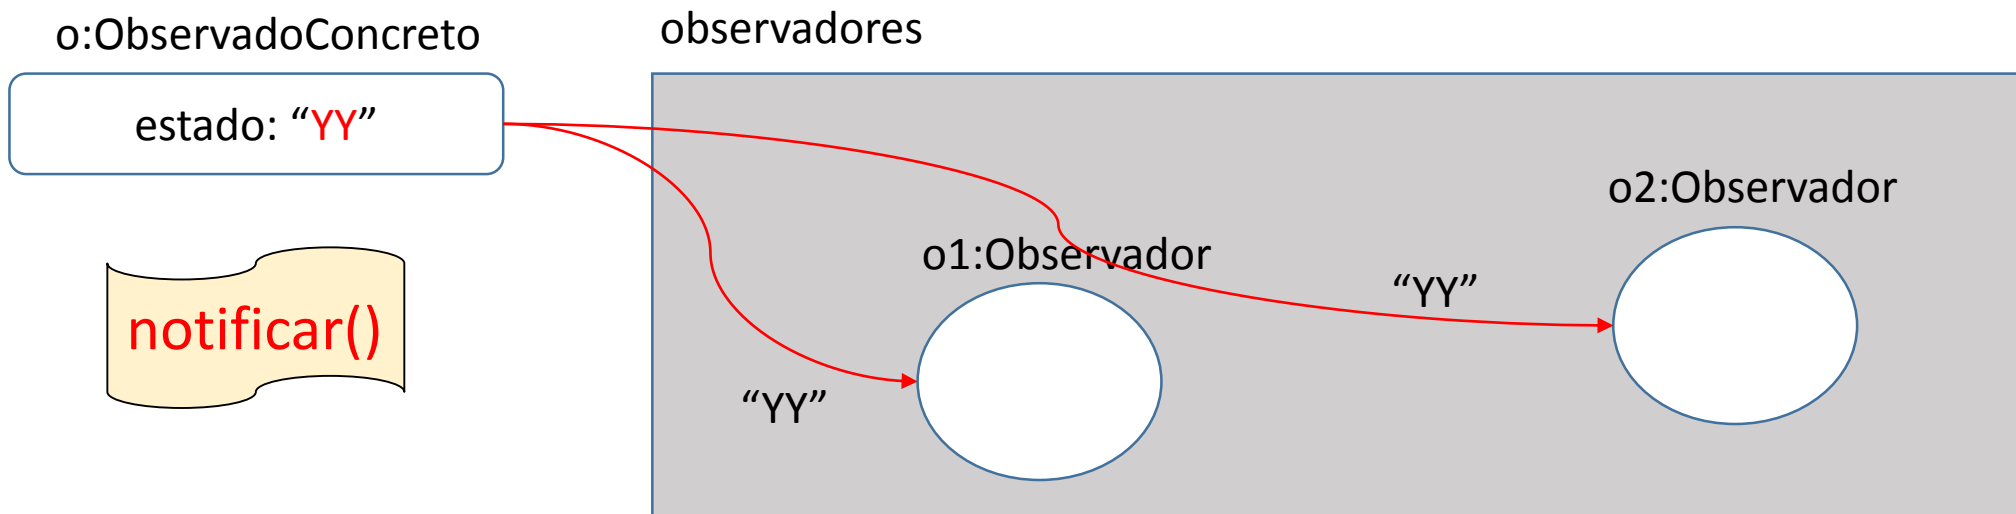 o:ObservadoConcreto
observadores
estado: “YY”
o2:Observador
o1:Observador
“YY”
notificar()
“YY”